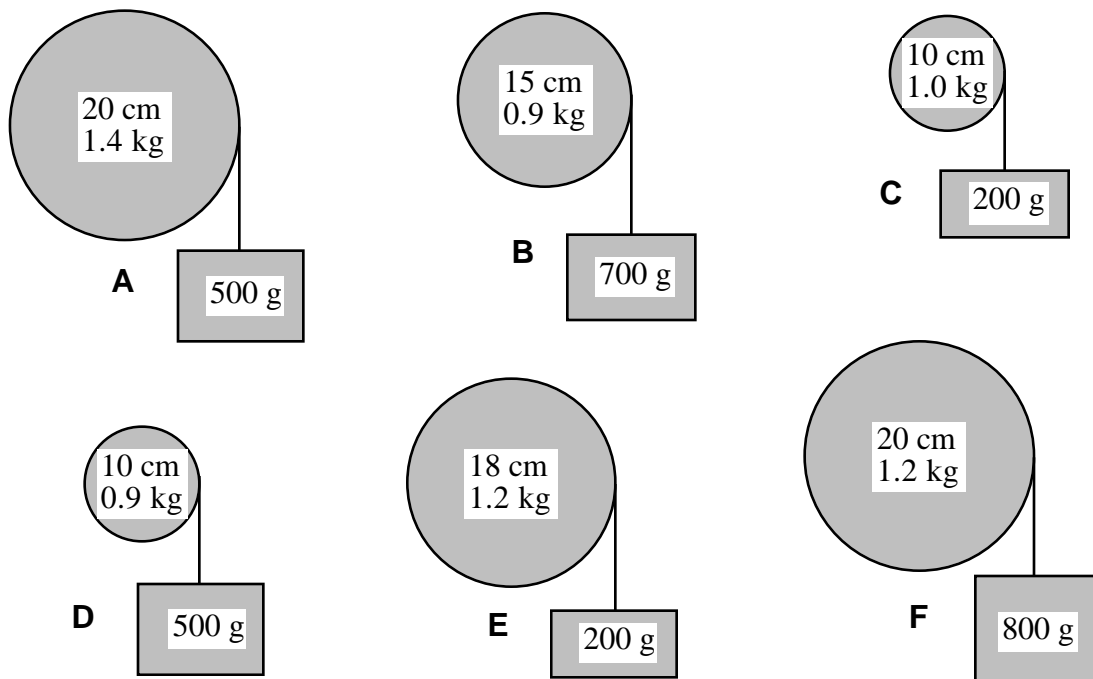 20 cm
1.4 kg
500 g
A
15 cm
0.9 kg
700 g
B
10 cm
1.0 kg
200 g
C
10 cm
0.9 kg
500 g
D
18 cm
1.2 kg
200 g
E
20 cm
1.2 kg
800 g
F